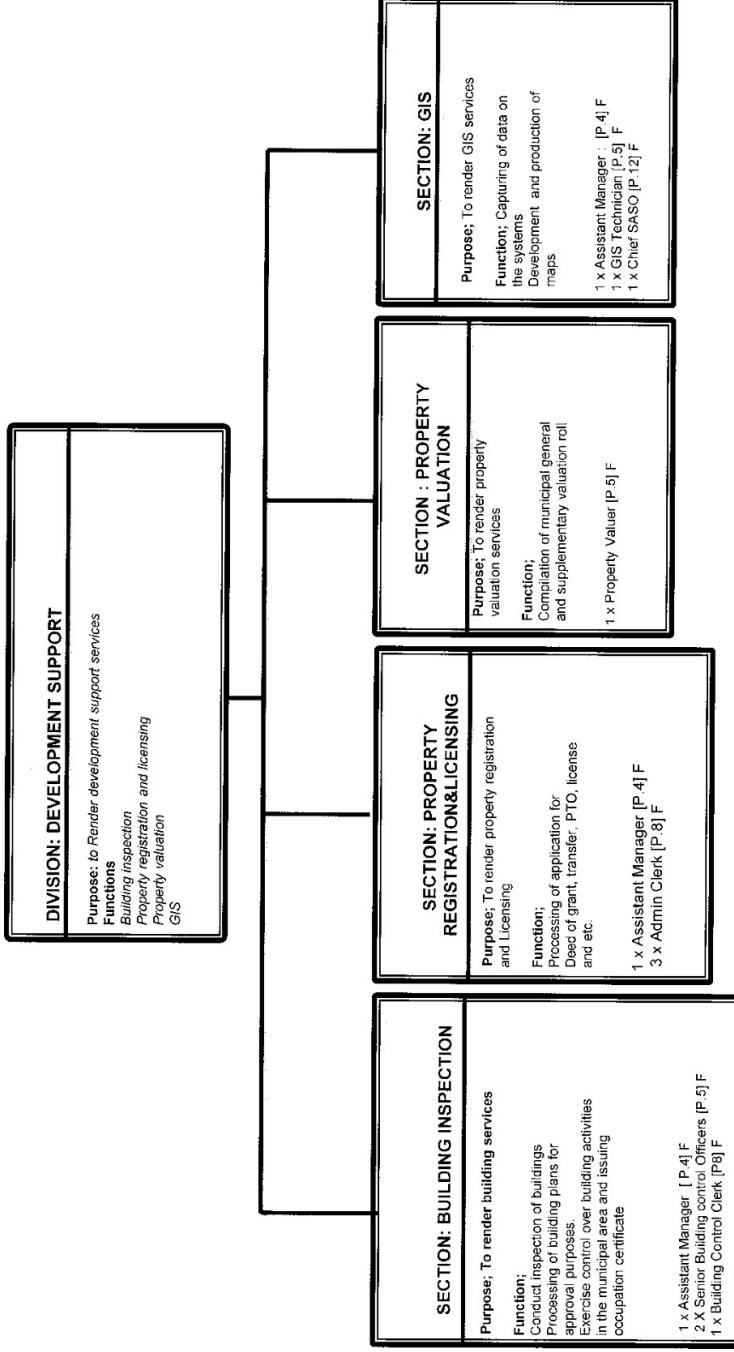 DIVISION: DEVELOPMENT SUPPORT
Purpose: to Render development support services
Functions
Building inspection
Property registration and licensing
Property valuation
GIS
SECTION: BUILDING INSPECTION
Purpose; To render building services
Function;
Conduct inspection of buildings
Processing of building plans for
approval purposes.
Exercise control over building activities
in the municipal area and issuing
occupation certificate
1 x Assistant Manager [ P.4] F
2 X Senior Building control Officers [P.5] F
1 x Building Control Clerk [P8] F
SECTION: PROPERTY
REGISTRATION&LICENSING
Purpose; To render property registration
and Licensing
Function;
Processing of application for
Deed of grant, transfer, PTO, license
and etc.
1 x Assistant Manager [P.4] F
3 x Admin Clerk [P.8] F
SECTION : PROPERTY
VALUATION
Purpose; To render property
valuation services
Function;
Compilation of municipal general
and supplementary valuation roll
1 x Property Valuer [P.5] F
SECTION: GIS
Purpose; To render GIS services
Function; Capturing of data on
the systems
Development and production of
maps
1 x Assistant Manager : [P.4] F
1 x GIS Technician [P.5] F
1 x Chief SASO [P.12] F